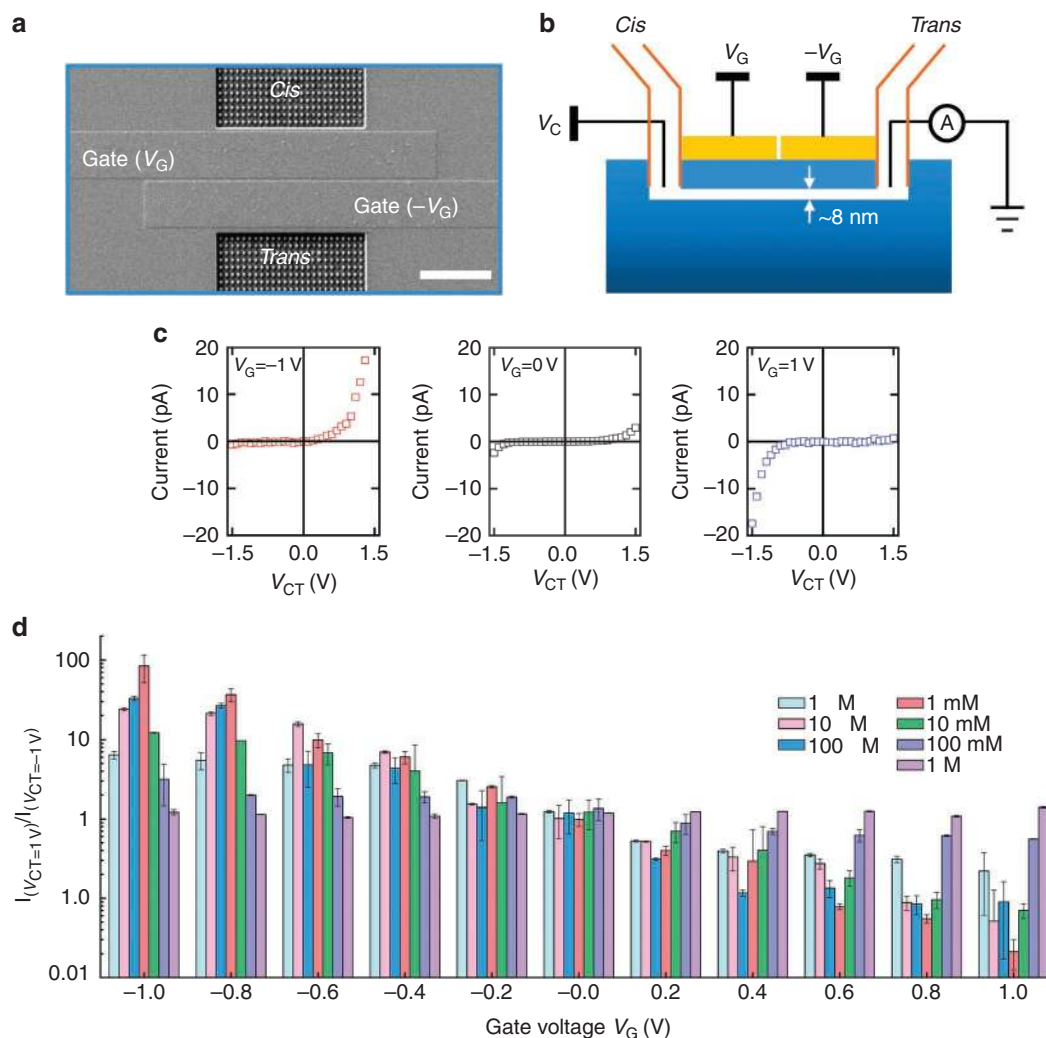 a
Cis
Gate (VG)
Gate (–VG)
Trans
b
Cis
Trans
VG
–VG
VC
A
~8 nm
c
20
10
0
–10
–20
Current (pA)
VG=–1 V
–1.5
0.0
1.5
VCT (V)
20
10
0
–10
–20
Current (pA)
VG=0 V
–1.5
0.0
1.5
VCT (V)
20
10
0
–10
–20
Current (pA)
VG=1 V
–1.5
0.0
1.5
VCT (V)
d
I(VCT=1 V)/I(VCT=–1 V)
100
10
1
1.0
0.01
1 M
10 M
100 M
1 mM
10 mM
100 mM
1 M
–1.0
–0.8
–0.6
–0.4
–0.2
–0.0
0.2
0.4
0.6
0.8
1.0
Gate voltage VG (V)